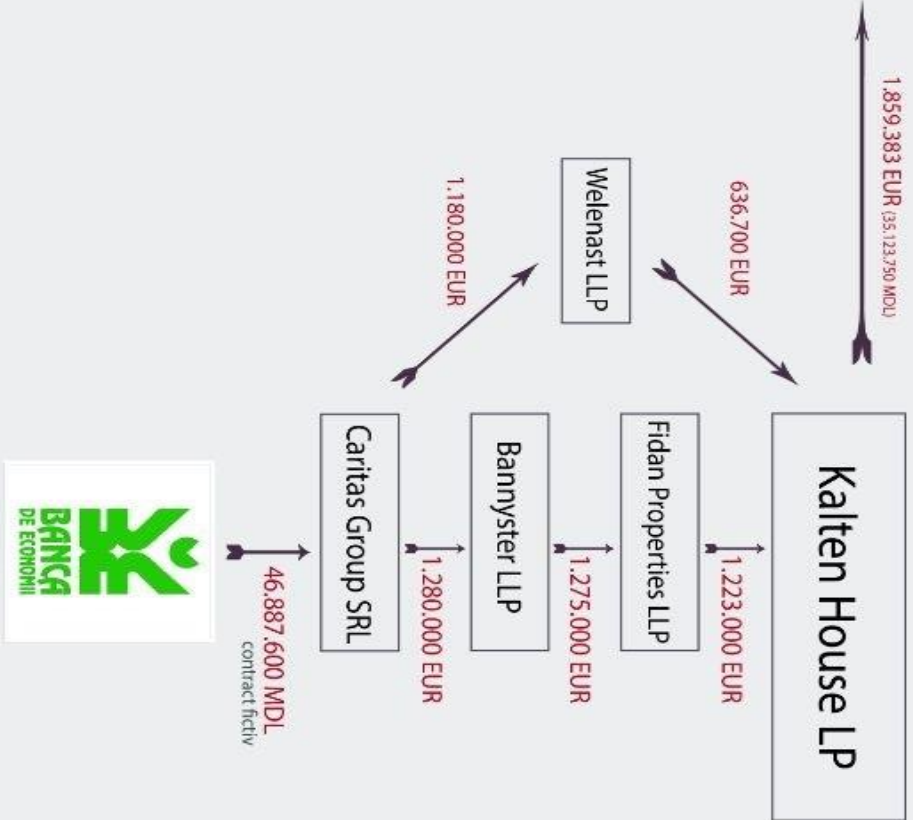 BANCA
DE ECONOMII
46.887.600 MDL
contract fictiv
Caritas Group SRL
1.280.000 EUR
Bannyster LLP
1.275.000 EUR
Fidan Properties LLP
1.223.000 EUR
1.180.000 EUR
Welenast LLP
636.700 EUR
Kalten House LP
1.859.383 EUR (35.123.750 MDL)